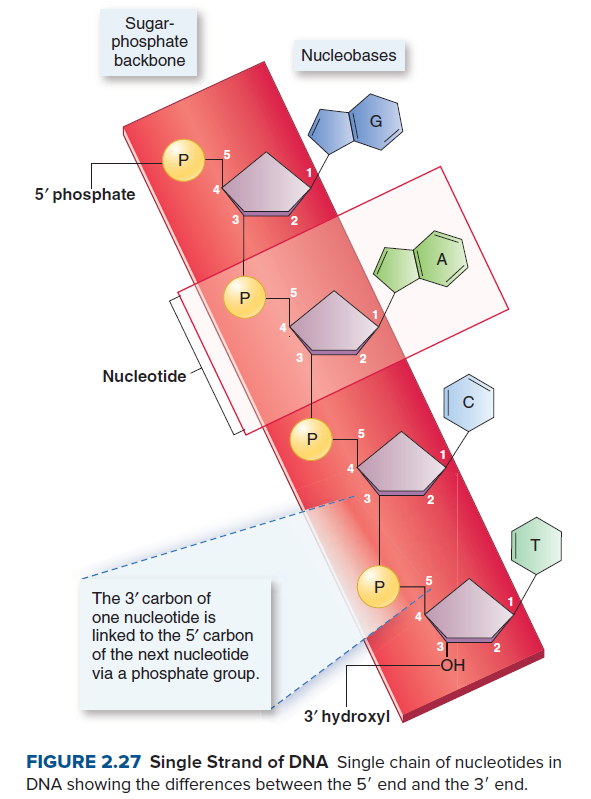 Sugar-
phosphate
backbone
Nucleobases
G
P
5
1
4
5′ phosphate
3
2
A
P
5
1
4
3
2
Nucleotide
C
P
5
1
4
3
2
T
P
5
1
4
3
2
OH
The 3′ carbon of
one nucleotide is
linked to the 5′ carbon
of the next nucleotide
via a phosphate group.
3′ hydroxyl
FIGURE 2.27 Single Strand of DNA Single chain of nucleotides in
DNA showing the differences between the 5′ end and the 3′ end.